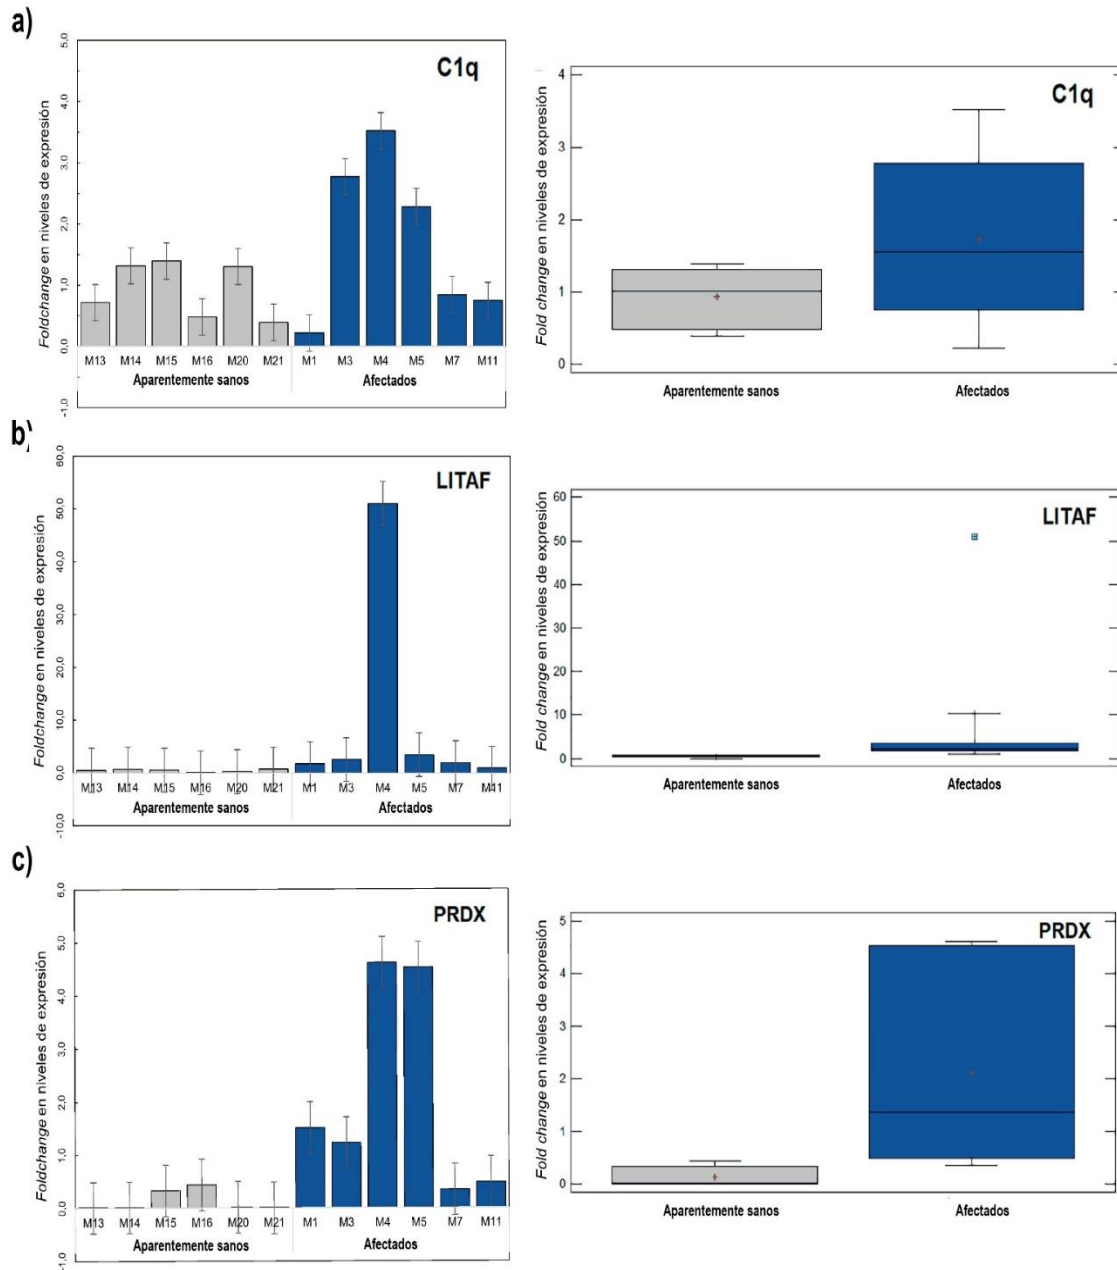 a)
5,0
4,0
3,0
2,0
1,0
0,0
-1,0
Foldchange en niveles de expresión
C1q
M13 M14 M15 M16 M20 M21 M1 M3 M4 M5 M7 M11
Aparentemente sanos Afectados
4
3
2
1
0
Fold change en niveles de expresión
C1q
Aparentemente sanos Afectados
b)
60,0
50,0
40,0
30,0
20,0
10,0
0,0
-10,0
Foldchange en niveles de expresión
LITAF
M13 M14 M15 M16 M20 M21 M1 M3 M4 M5 M7 M41
Aparentemente sanos Afectados
60
50
40
30
20
10
0
Fold change en niveles de expresión
LITAF
Aparentemente sanos Afectados
c)
6,0
5,0
4,0
3,0
2,0
1,0
0,0
-1,0
Foldchange en niveles de expresión
PRDX
M13 M14 M15 M16 M20 M21 M1 M3 M4 M5 M7 M11
Aparentemente sanos Afectados
5
4
3
2
1
0
Fold change en niveles de expresión
PRDX
Aparentemente sanos Afectados